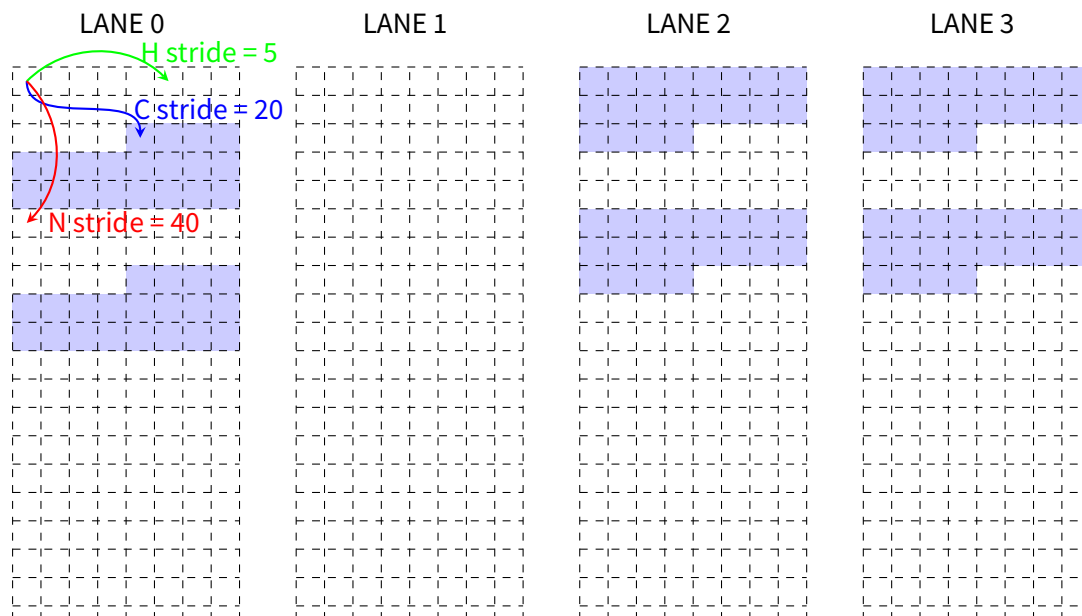 LANE 0 LANE 1 LANE 2 LANE 3
H stride = 5
C stride = 20
N stride = 40